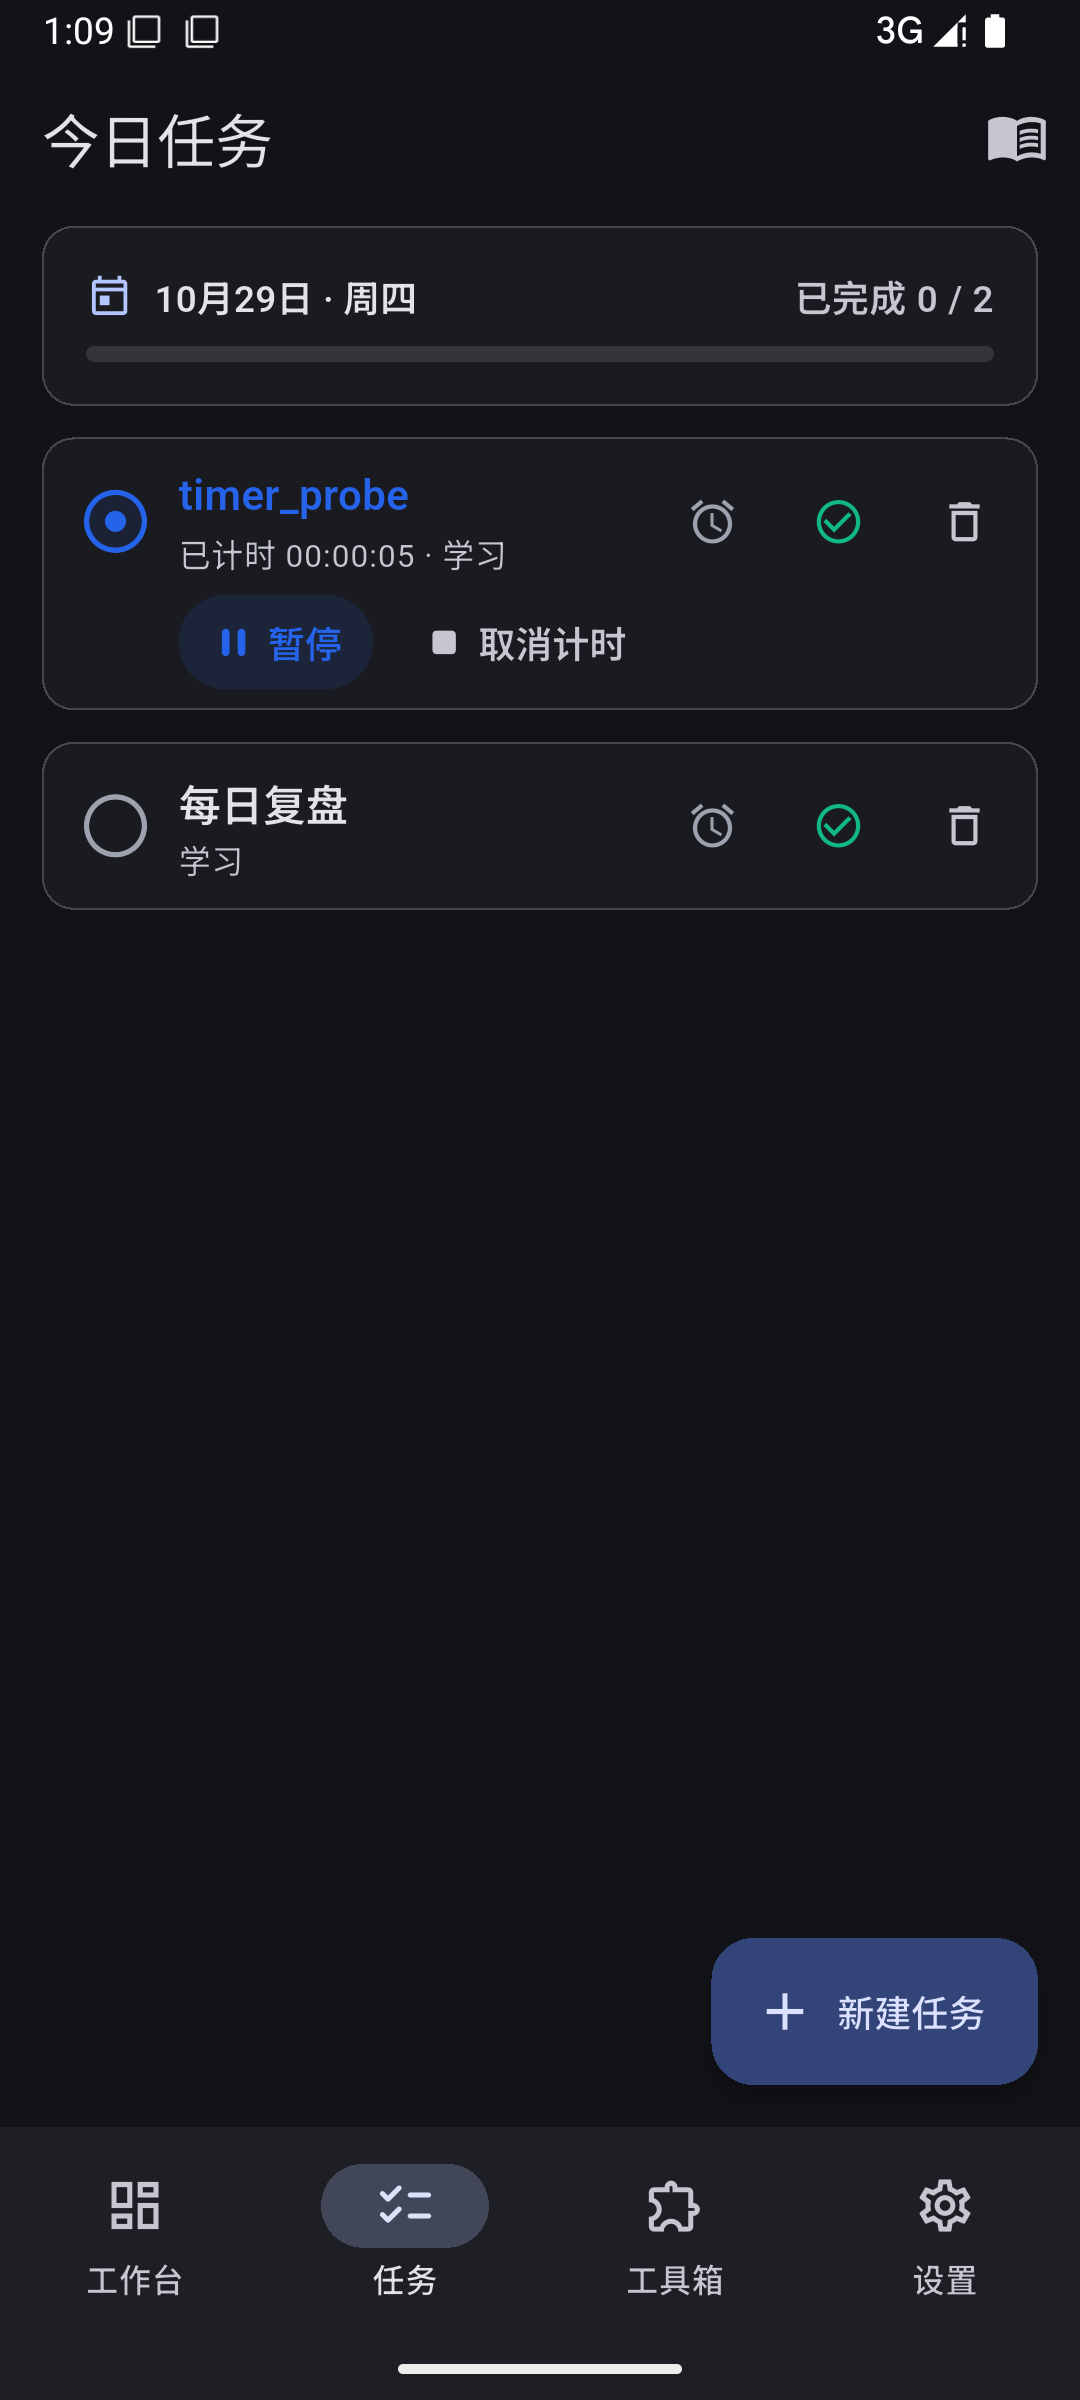 1:09
3G
今日任务
10月29日 · 周四
已完成 0 / 2
timer_probe
已计时 00:00:05 · 学习
暂停
取消计时
每日复盘
学习
新建任务
工作台
任务
工具箱
设置